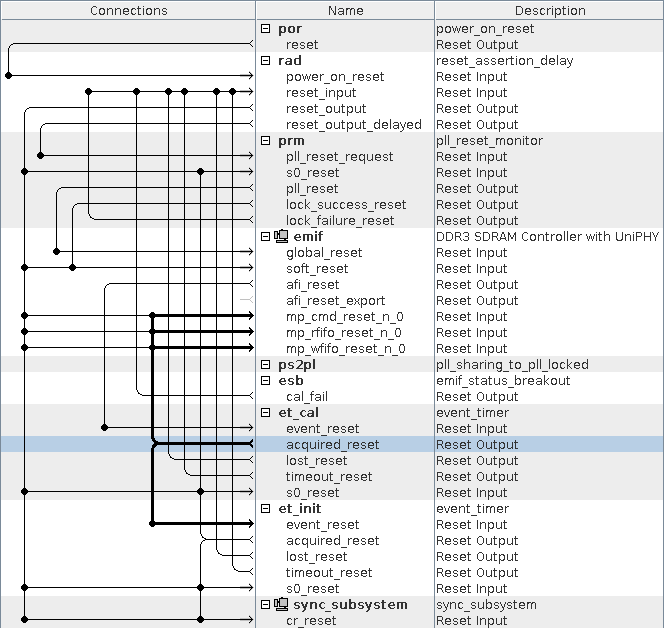 Connections Name Description
por power_on_reset
reset Reset Output
rad reset_assertion_delay
power_on_reset Reset Input
reset_input Reset Input
reset_output Reset Output
reset_output_delayed Reset Output
prm pll_reset_monitor
pll_reset_request Reset Input
s0_reset Reset Input
pll_reset Reset Output
lock_success_reset Reset Output
lock_failure_reset Reset Output
emif DDR3 SDRAM Controller with UniPHY
global_reset Reset Input
soft_reset Reset Input
afi_reset Reset Output
afi_reset_export Reset Output
mp_cmd_reset_n_0 Reset Input
mp_rfifo_reset_n_0 Reset Input
mp_wfifo_reset_n_0 Reset Input
ps2pl pll_sharing_to_pll_locked
esb emif_status_breakout
cal_fail Reset Output
et_cal event_timer
event_reset Reset Input
acquired_reset Reset Output
lost_reset Reset Output
timeout_reset Reset Output
s0_reset Reset Input
et_init event_timer
event_reset Reset Input
acquired_reset Reset Output
lost_reset Reset Output
timeout_reset Reset Output
s0_reset Reset Input
sync_subsystem sync_subsystem
cr_reset Reset Input